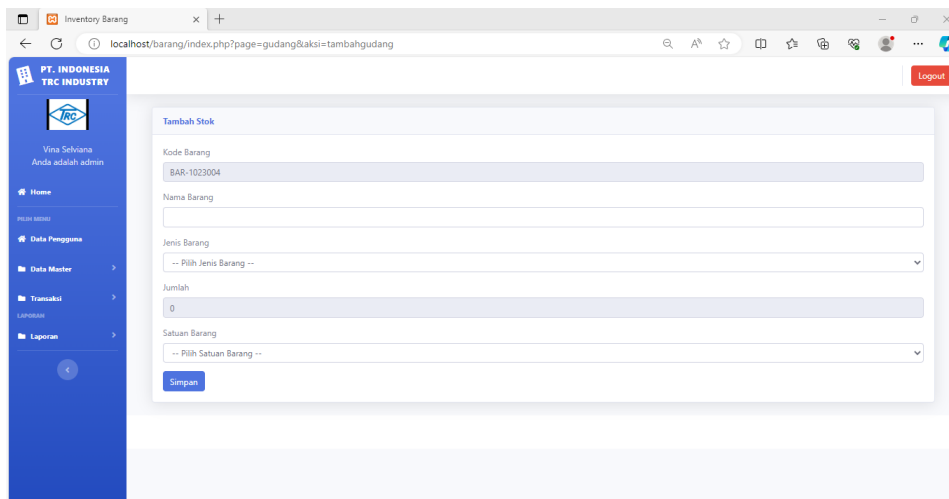 Inventory Barang
localhost/barang/index.php?page=gudang&aksi=tambahgudang
PT. INDONESIA
TRC INDUSTRY
Logout
TRC
Vina Selviana
Anda adalah admin
Home
PILIH MENU
Data Pengguna
Data Master
Transaksi
LAPORAN
Laporan
Tambah Stok
Kode Barang
BAR-1023004
Nama Barang
Jenis Barang
-- Pilih Jenis Barang --
Jumlah
0
Satuan Barang
-- Pilih Satuan Barang --
Simpan